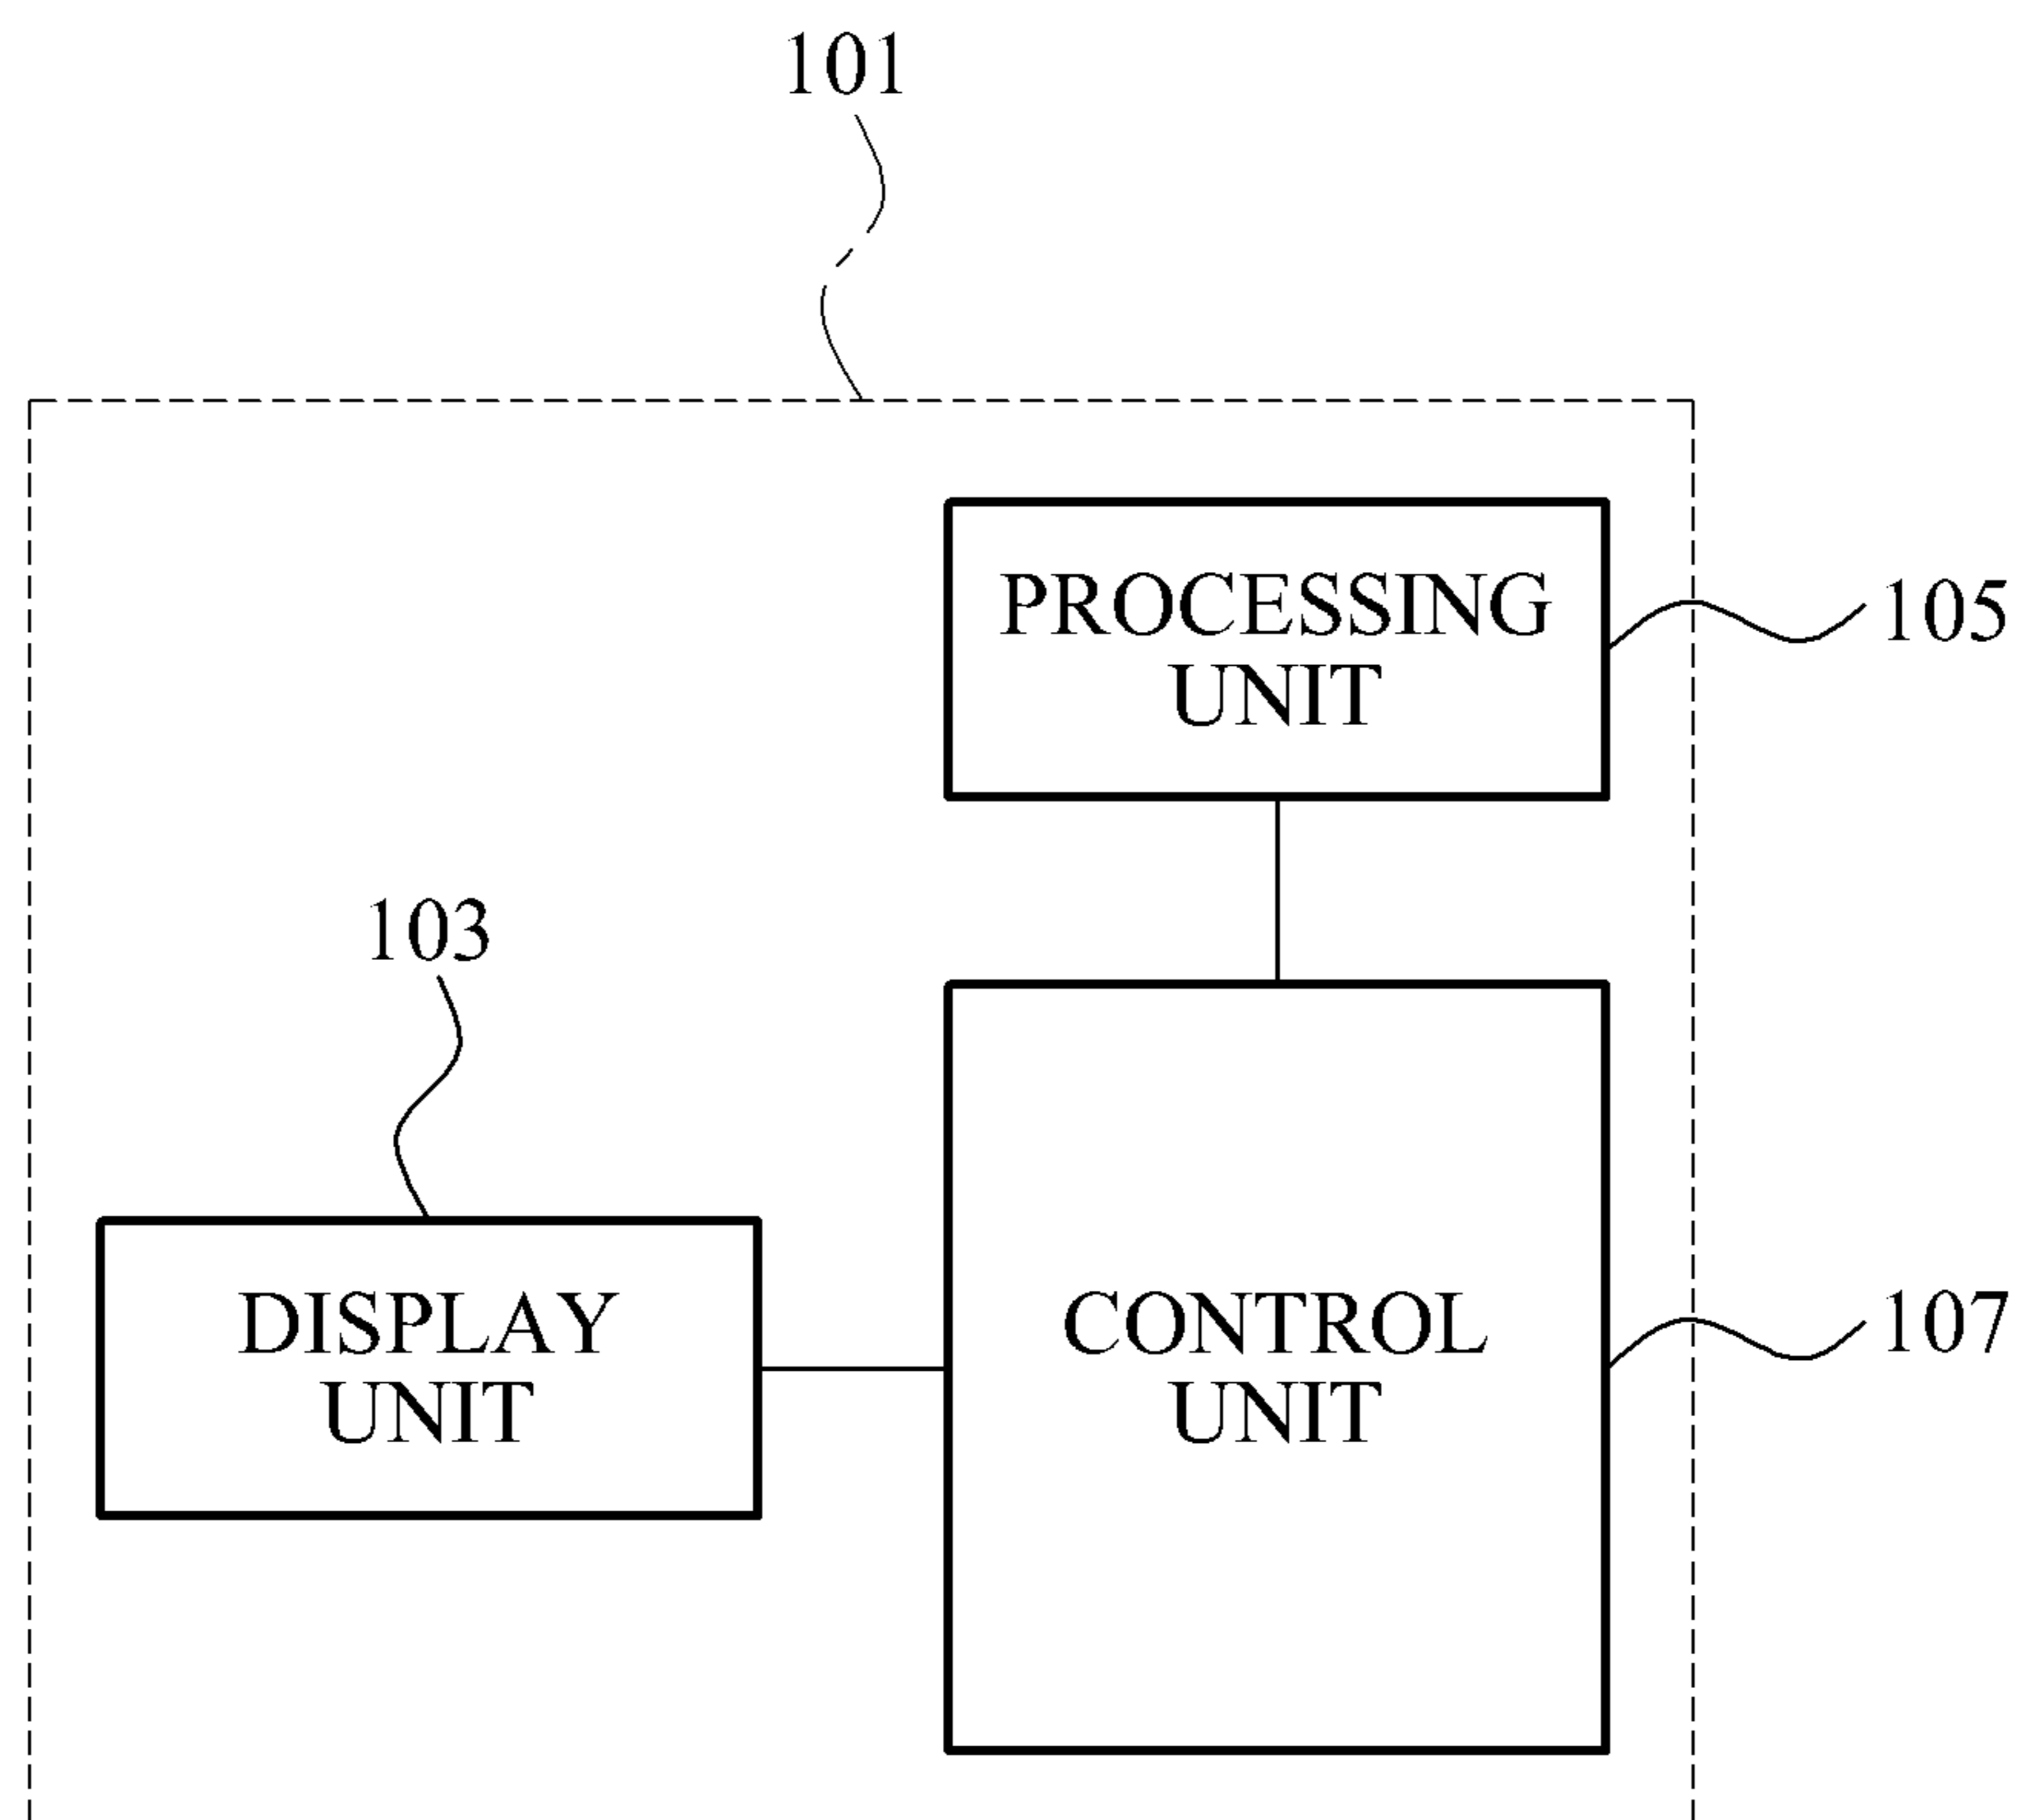 101
PROCESSING
UNIT
105
103
DISPLAY
UNIT
CONTROL
UNIT
107